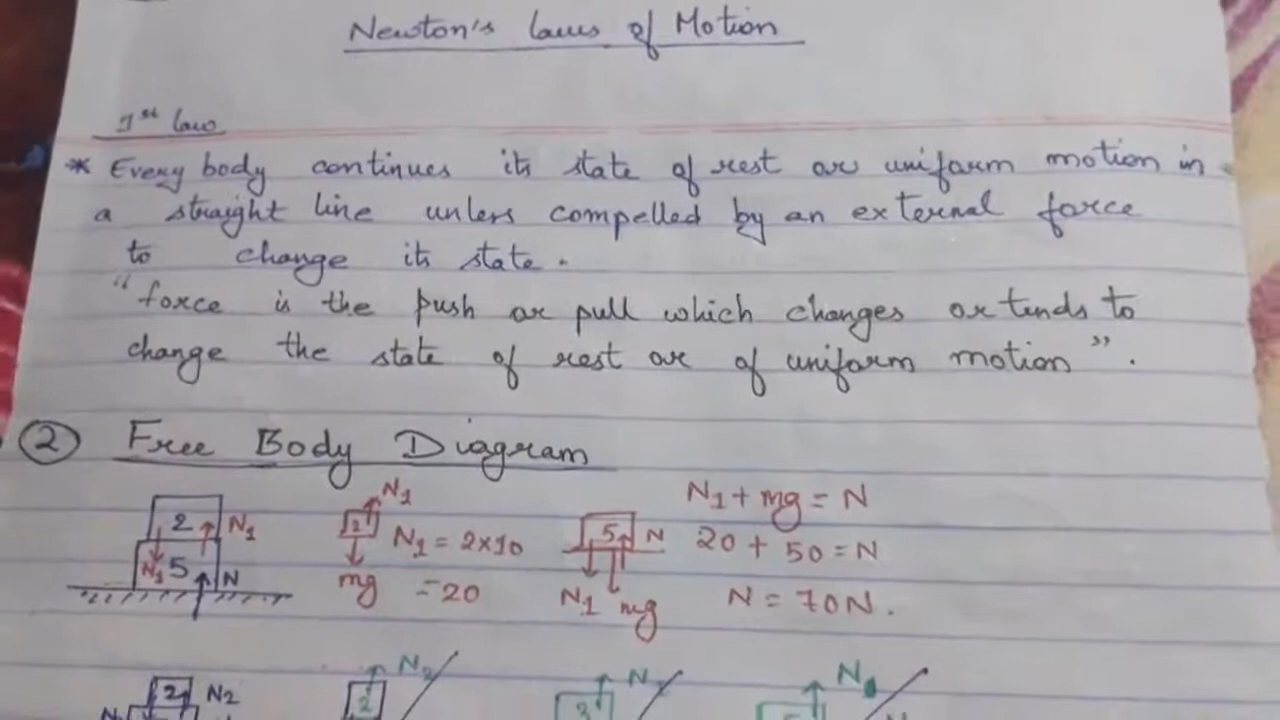 Newton's laws of Motion
1st law
* Every body continues its state of rest or uniform motion in
a straight line unless compelled by an external force
to change its state.
"force is the push or pull which changes or tends to
change the state of rest or of uniform motion".
② Free Body Diagram
N1 N1 + mg = N
2 N1 2 N1 = 2×10 5 N 20 + 50 = N
N1 5 N mg = 20 N1 mg N = 70N.
2 N2 2 3 N